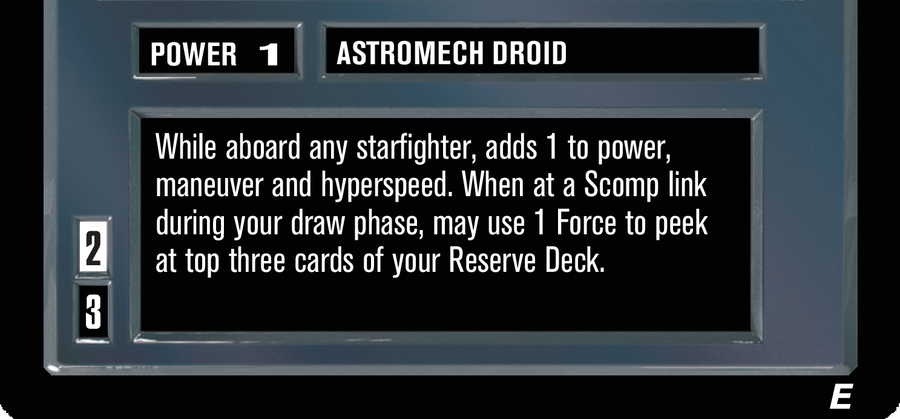 POWER 1
ASTROMECH DROID
While aboard any starfighter, adds 1 to power,
maneuver and hyperspeed. When at a Scomp link
during your draw phase, may use 1 Force to peek
at top three cards of your Reserve Deck.
2
3
E